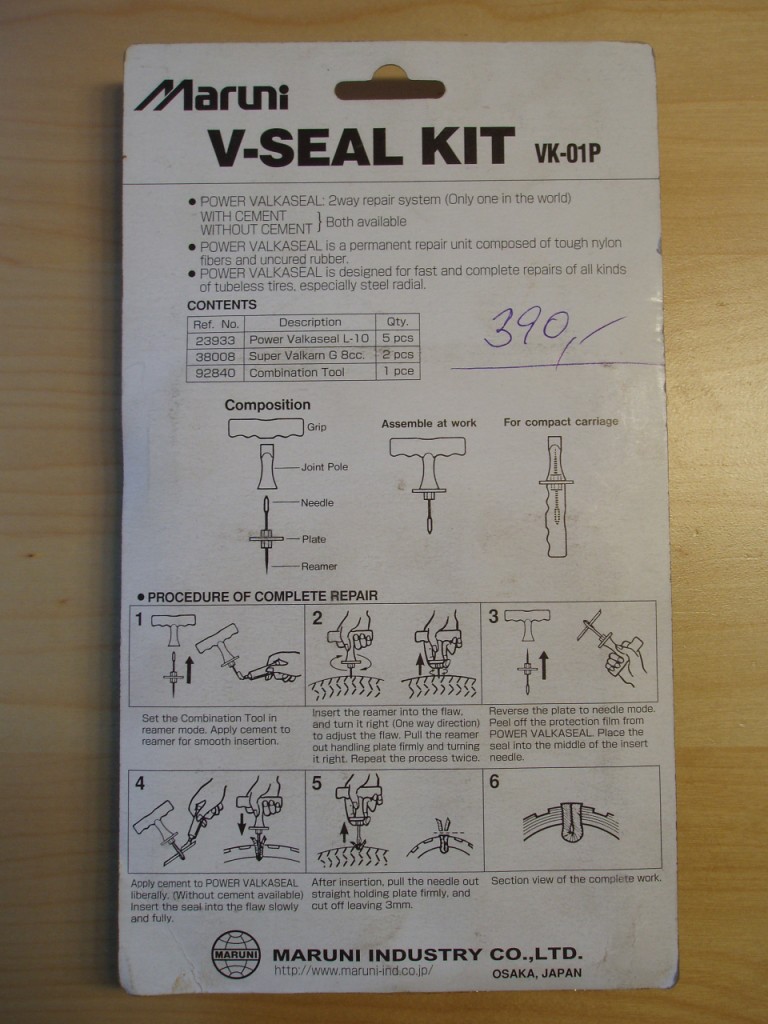 Maruni
V-SEAL KIT VK-01P
● POWER VALKASEAL: 2way repair system (Only one in the world)
WITH CEMENT
WITHOUT CEMENT } Both available
● POWER VALKASEAL is a permanent repair unit composed of tough nylon
fibers and uncured rubber.
● POWER VALKASEAL is designed for fast and complete repairs of all kinds
of tubeless tires, especially steel radial.
CONTENTS
Ref. No. Description Qty.
23933 Power Valkaseal L-10 5 pcs
38008 Super Valkarn G 8cc. 2 pcs
92840 Combination Tool 1 pce
390,-
Composition
Grip
Joint Pole
Needle
Plate
Reamer
Assemble at work
For compact carriage
● PROCEDURE OF COMPLETE REPAIR
1
Set the Combination Tool in
reamer mode. Apply cement to
reamer for smooth insertion.
2
Insert the reamer into the flaw.
and turn it right (One way direction)
to adjust the flaw. Pull the reamer
out handling plate firmly and turning
it right. Repeat the process twice.
3
Reverse the plate to needle mode.
Peel off the protection film from
POWER VALKASEAL. Place the
seal into the middle of the insert
needle.
4
Apply cement to POWER VALKASEAL
liberally. (Without cement available)
Insert the seal into the flaw slowly
and fully.
5
After insertion, pull the needle out
straight holding plate firmly, and
cut off leaving 3mm.
6
Section view of the complete work.
MARUNI
MARUNI INDUSTRY CO.,LTD.
http://www.maruni-ind.co.jp/ OSAKA, JAPAN